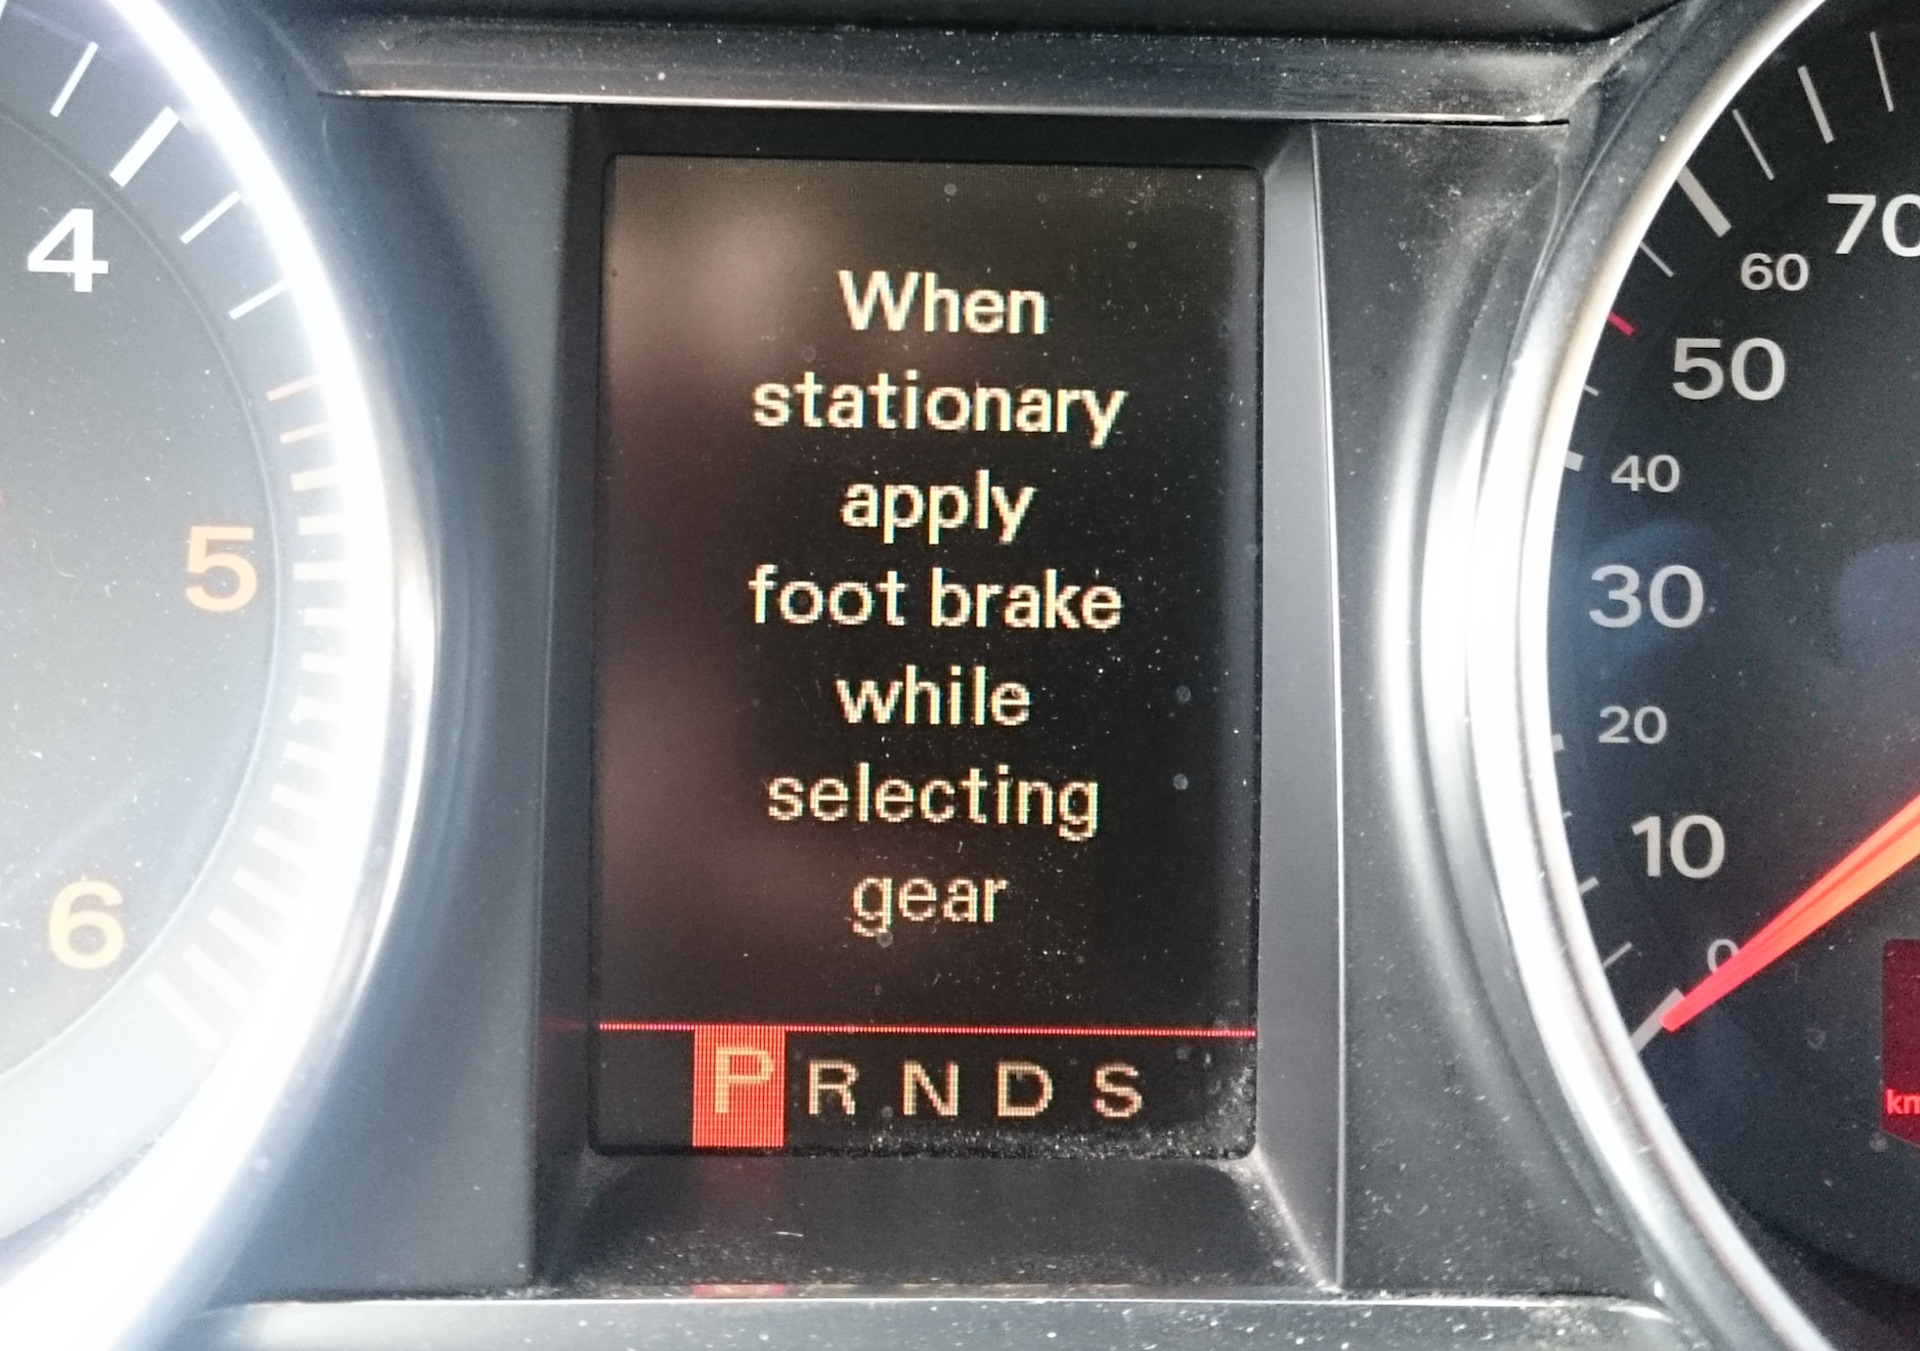 When
stationary
apply
foot brake
while
selecting
gear
P R N D S
4
5
6
70
60
50
40
30
20
10
0
km